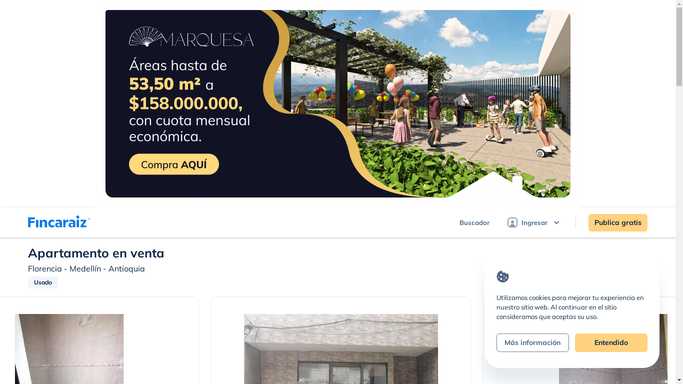 MARQUESA
Áreas hasta de
53,50 m² a
$158.000.000,
con cuota mensual
económica.
Compra AQUÍ
Fincaraiz
Buscador
Ingresar
Publica gratis
Apartamento en venta
Florencia - Medellín - Antioquia
Usado
Utilizamos cookies para mejorar tu experiencia en
nuestro sitio web. Al continuar en el sitio
consideramos que aceptas su uso.
Más información
Entendido